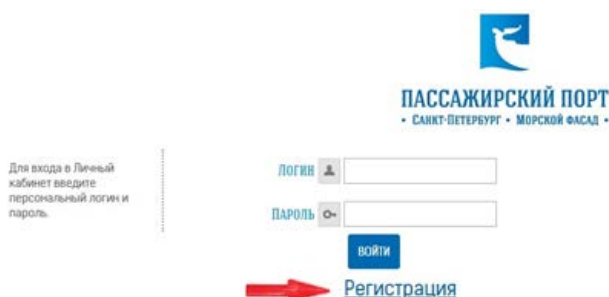 ПАССАЖИРСКИЙ ПОРТ
• САНКТ-ПЕТЕРБУРГ • МОРСКОЙ ФАСАД •
Для входа в Личный
кабинет введите
персональный логин и
пароль.
ЛОГИН
ПАРОЛЬ
ВОЙТИ
Регистрация